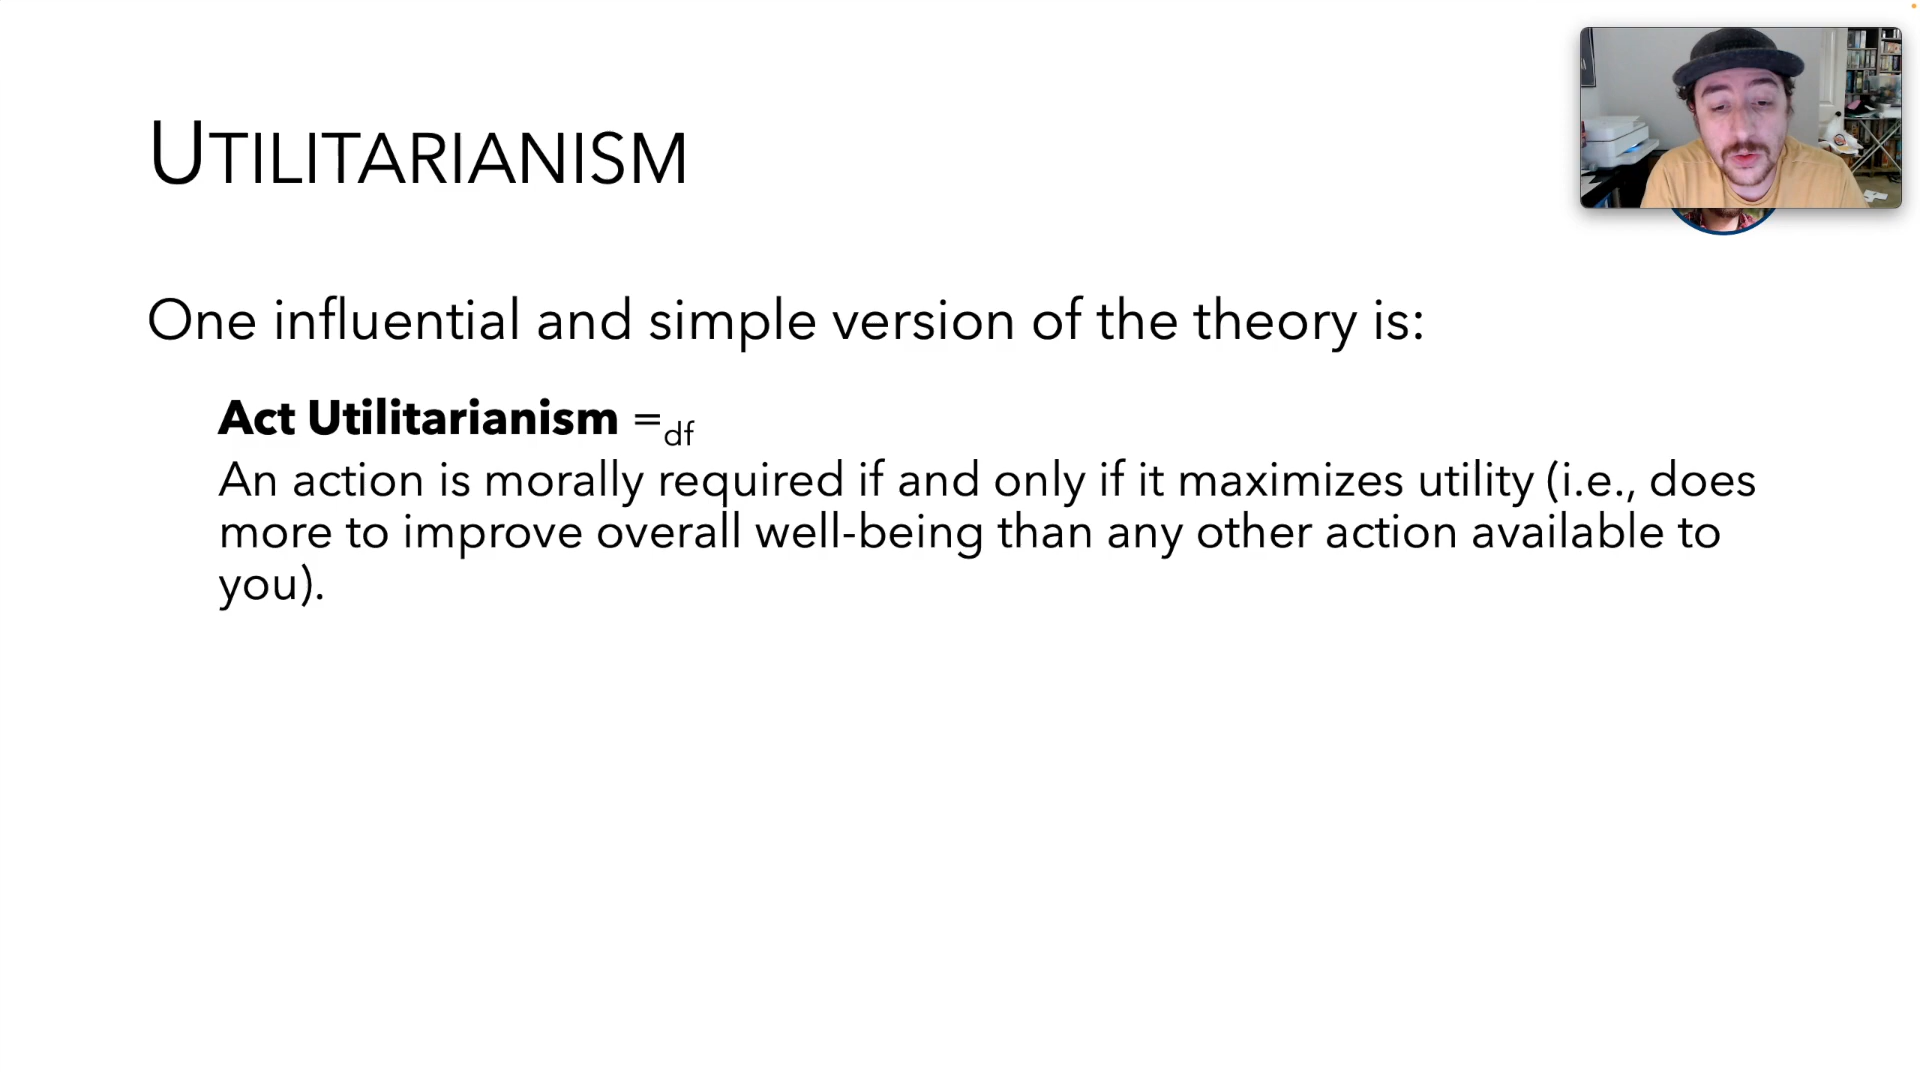 UTILITARIANISM
One influential and simple version of the theory is:
Act Utilitarianism =df
An action is morally required if and only if it maximizes utility (i.e., does
more to improve overall well-being than any other action available to
you).